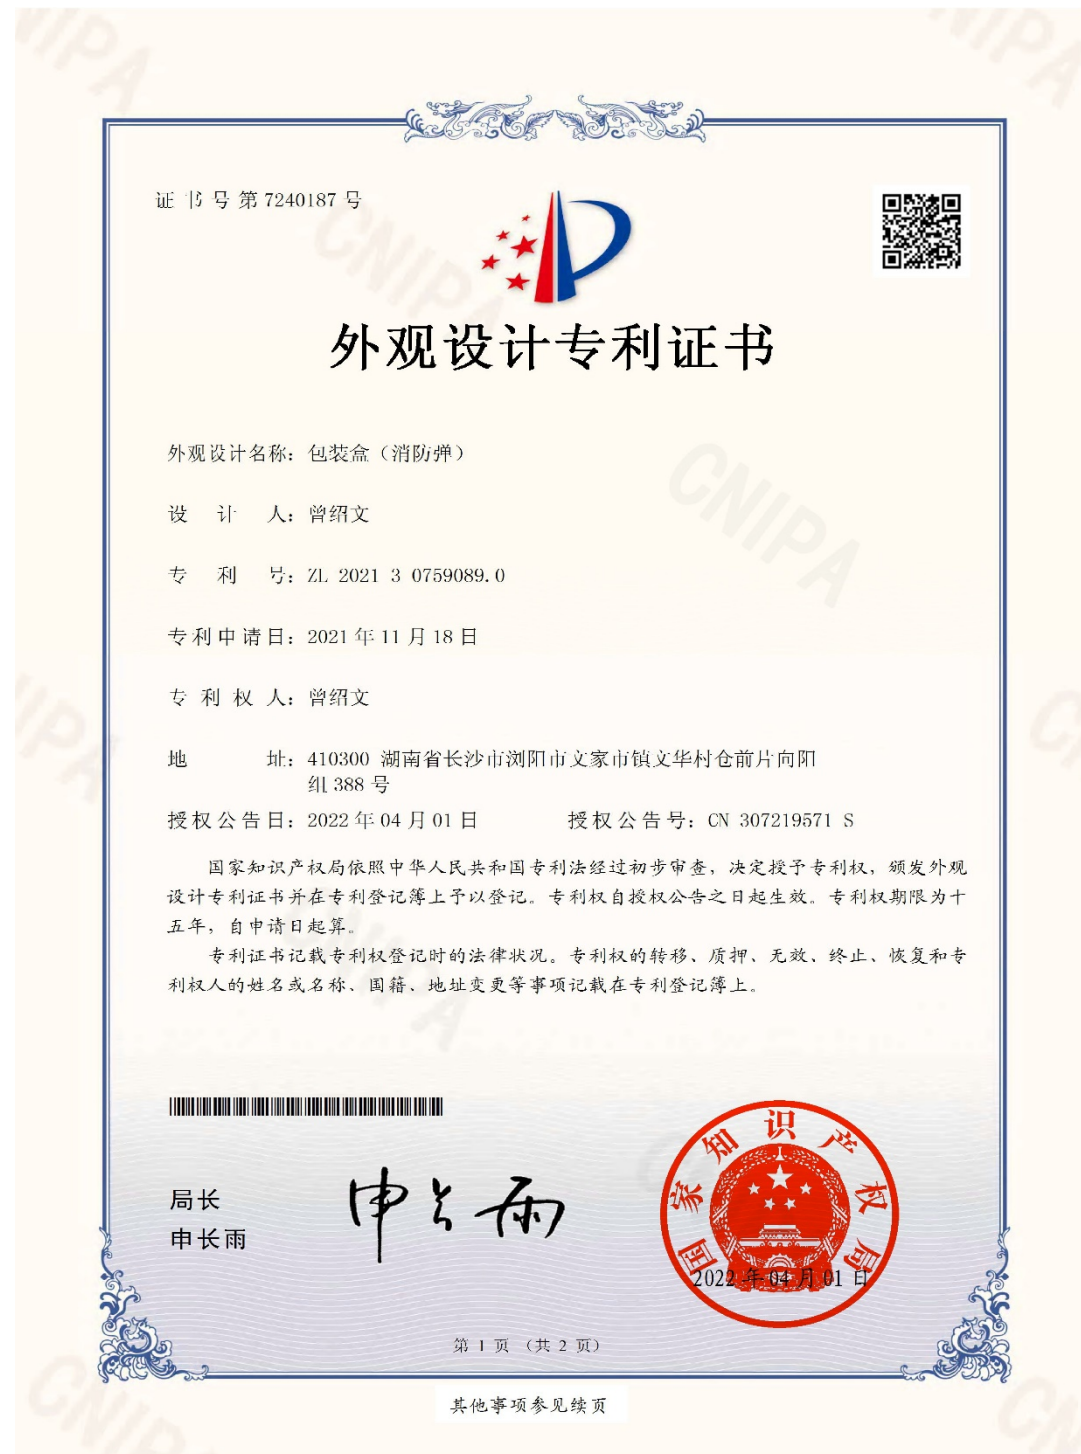 证书号第7240187号
外观设计专利证书
外观设计名称：包装盒（消防弹）
设计人：曾绍文
专利号：ZL 2021 3 0759089.0
专利申请日：2021年11月18日
专利权人：曾绍文
地址：410300 湖南省长沙市浏阳市文家市镇文华村仓前片向阳
组388号
授权公告日：2022年04月01日 授权公告号：CN 307219571 S
国家知识产权局依照中华人民共和国专利法经过初步审查，决定授予专利权，颁发外观
设计专利证书并在专利登记簿上予以登记。专利权自授权公告之日起生效。专利权期限为十
五年，自申请日起算。
专利证书记载专利权登记时的法律状况。专利权的转移、质押、无效、终止、恢复和专
利权人的姓名或名称、国籍、地址变更等事项记载在专利登记簿上。
局长
申长雨
申长雨
国家知识产权局
2022年04月01日
第1页（共2页）
其他事项参见续页
CNIPA